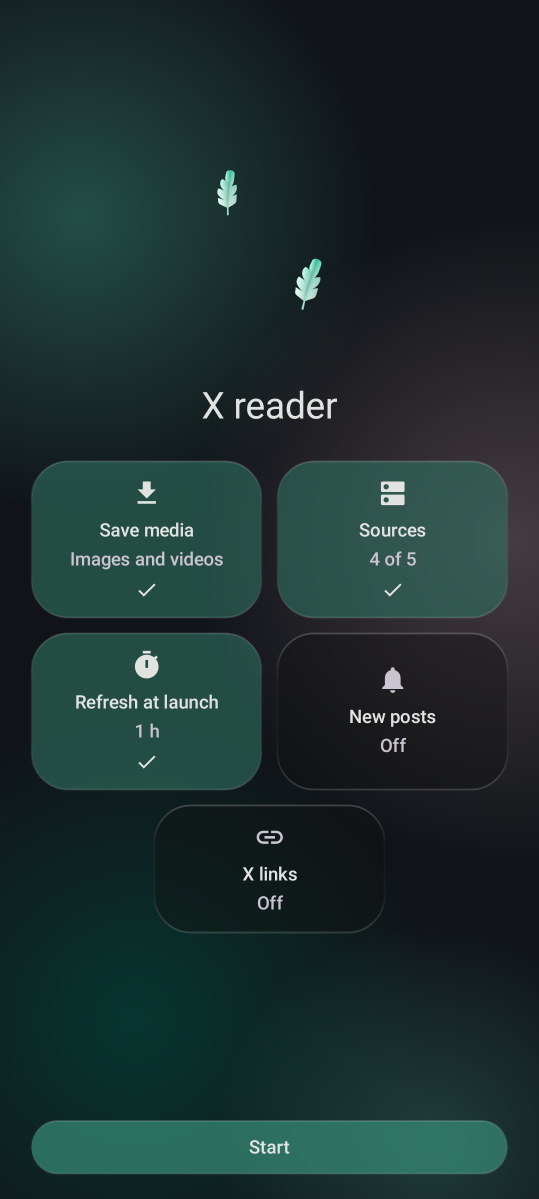 X reader
Save media
Images and videos
Sources
4 of 5
Refresh at launch
1 h
New posts
Off
X links
Off
Start